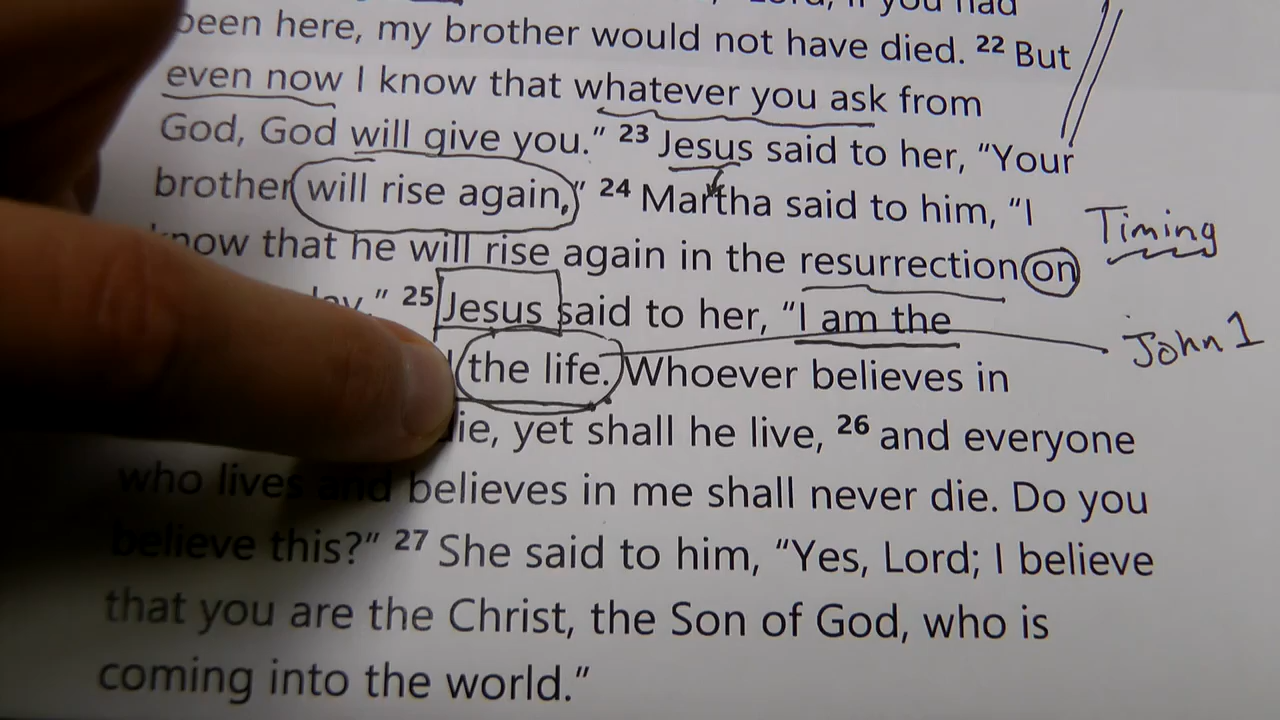 if you had
been here, my brother would not have died. 22 But
even now I know that whatever you ask from
God, God will give you.” 23 Jesus said to her, “Your
brother will rise again.” 24 Martha said to him, “I
know that he will rise again in the resurrection on
Timing
25 Jesus said to her, “I am the
John 1
the life. Whoever believes in
yet shall he live, 26 and everyone
who lives and believes in me shall never die. Do you
believe this?” 27 She said to him, “Yes, Lord; I believe
that you are the Christ, the Son of God, who is
coming into the world.”